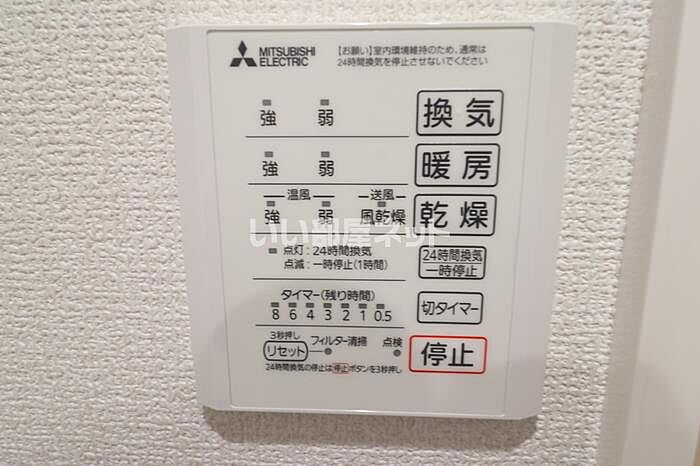 MITSUBISHI
ELECTRIC
【お願い】室内環境維持のため、通常は
24時間換気を停止させないでください
強 弱 換気
強 弱 暖房
温風 送風
強 弱 風乾燥 乾燥
いい部屋ネット
点灯:24時間換気
点滅:一時停止(1時間)
24時間換気
一時停止
タイマー(残り時間)
8 6 4 3 2 1 0.5
切タイマー
3秒押し
リセット フィルター清掃 点検
停止
24時間換気の停止は停止ボタンを3秒押し